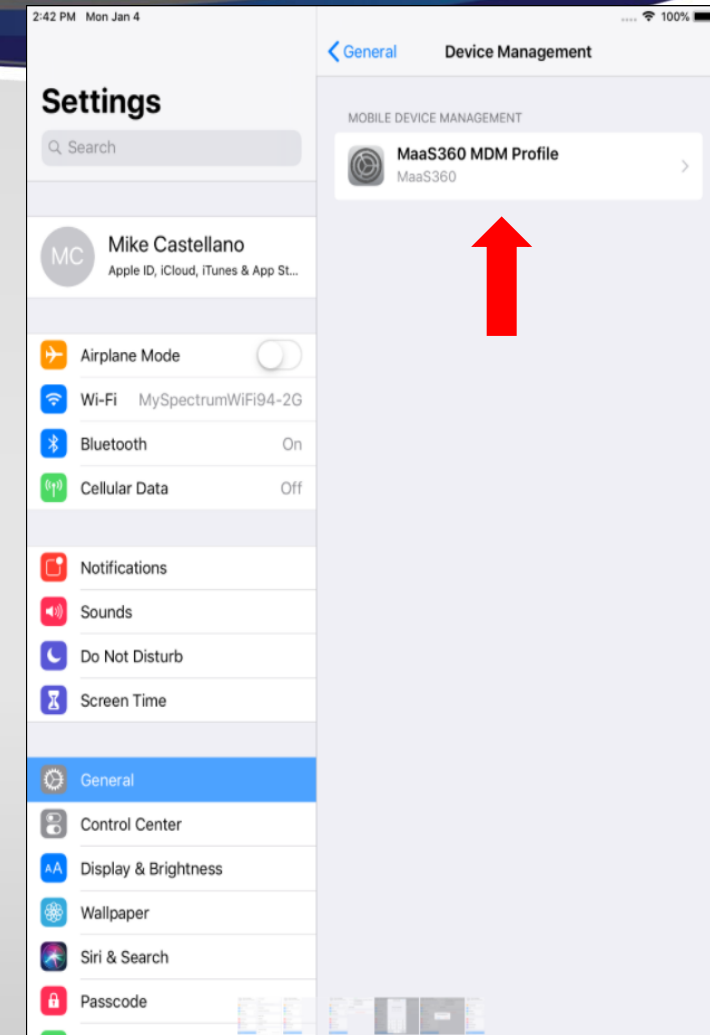 2:42 PM Mon Jan 4
100%
Settings
Search
MC
Mike Castellano
Apple ID, iCloud, iTunes & App St...
Airplane Mode
Wi-Fi MySpectrumWiFi94-2G
Bluetooth On
Cellular Data Off
Notifications
Sounds
Do Not Disturb
Screen Time
General
Control Center
AA Display & Brightness
Wallpaper
Siri & Search
Passcode
General Device Management
MOBILE DEVICE MANAGEMENT
MaaS360 MDM Profile
MaaS360